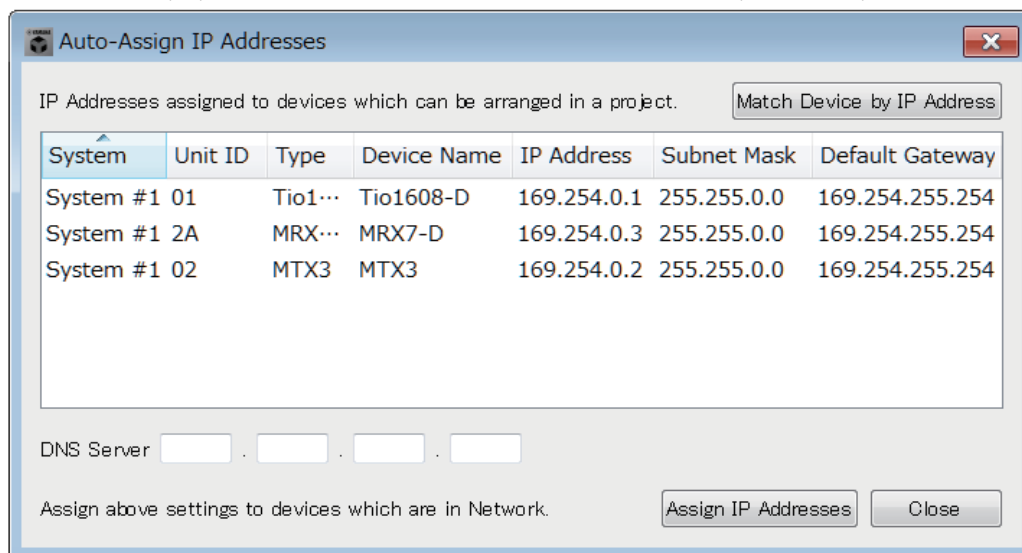 Auto-Assign IP Addresses
IP Addresses assigned to devices which can be arranged in a project. Match Device by IP Address
System Unit ID Type Device Name IP Address Subnet Mask Default Gateway
System #1 01 Tio1··· Tio1608-D 169.254.0.1 255.255.0.0 169.254.255.254
System #1 2A MRX··· MRX7-D 169.254.0.3 255.255.0.0 169.254.255.254
System #1 02 MTX3 MTX3 169.254.0.2 255.255.0.0 169.254.255.254
DNS Server . . .
Assign above settings to devices which are in Network. Assign IP Addresses Close